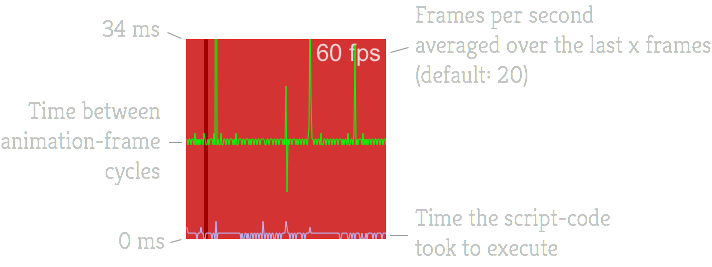 34 ms
60 fps
Frames per second
averaged over the last x frames
(default: 20)
Time between
animation-frame
cycles
0 ms
Time the script-code
took to execute